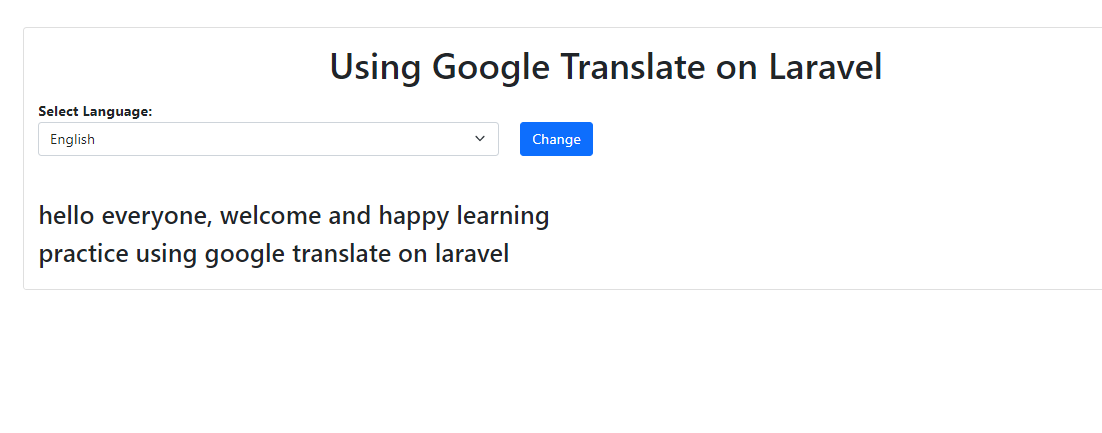 Using Google Translate on Laravel
Select Language:
English
Change
hello everyone, welcome and happy learning
practice using google translate on laravel